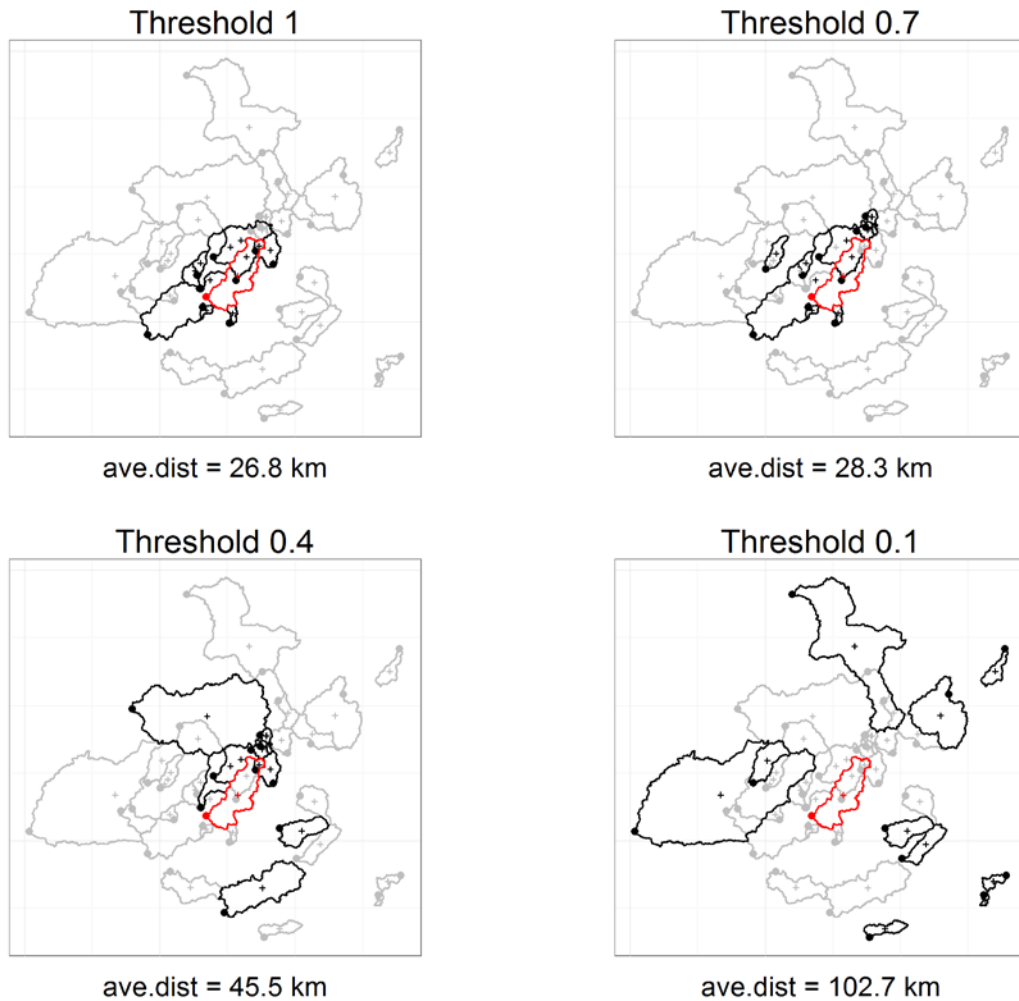 Threshold 1
Threshold 0.7
ave.dist = 26.8 km
ave.dist = 28.3 km
Threshold 0.4
Threshold 0.1
ave.dist = 45.5 km
ave.dist = 102.7 km